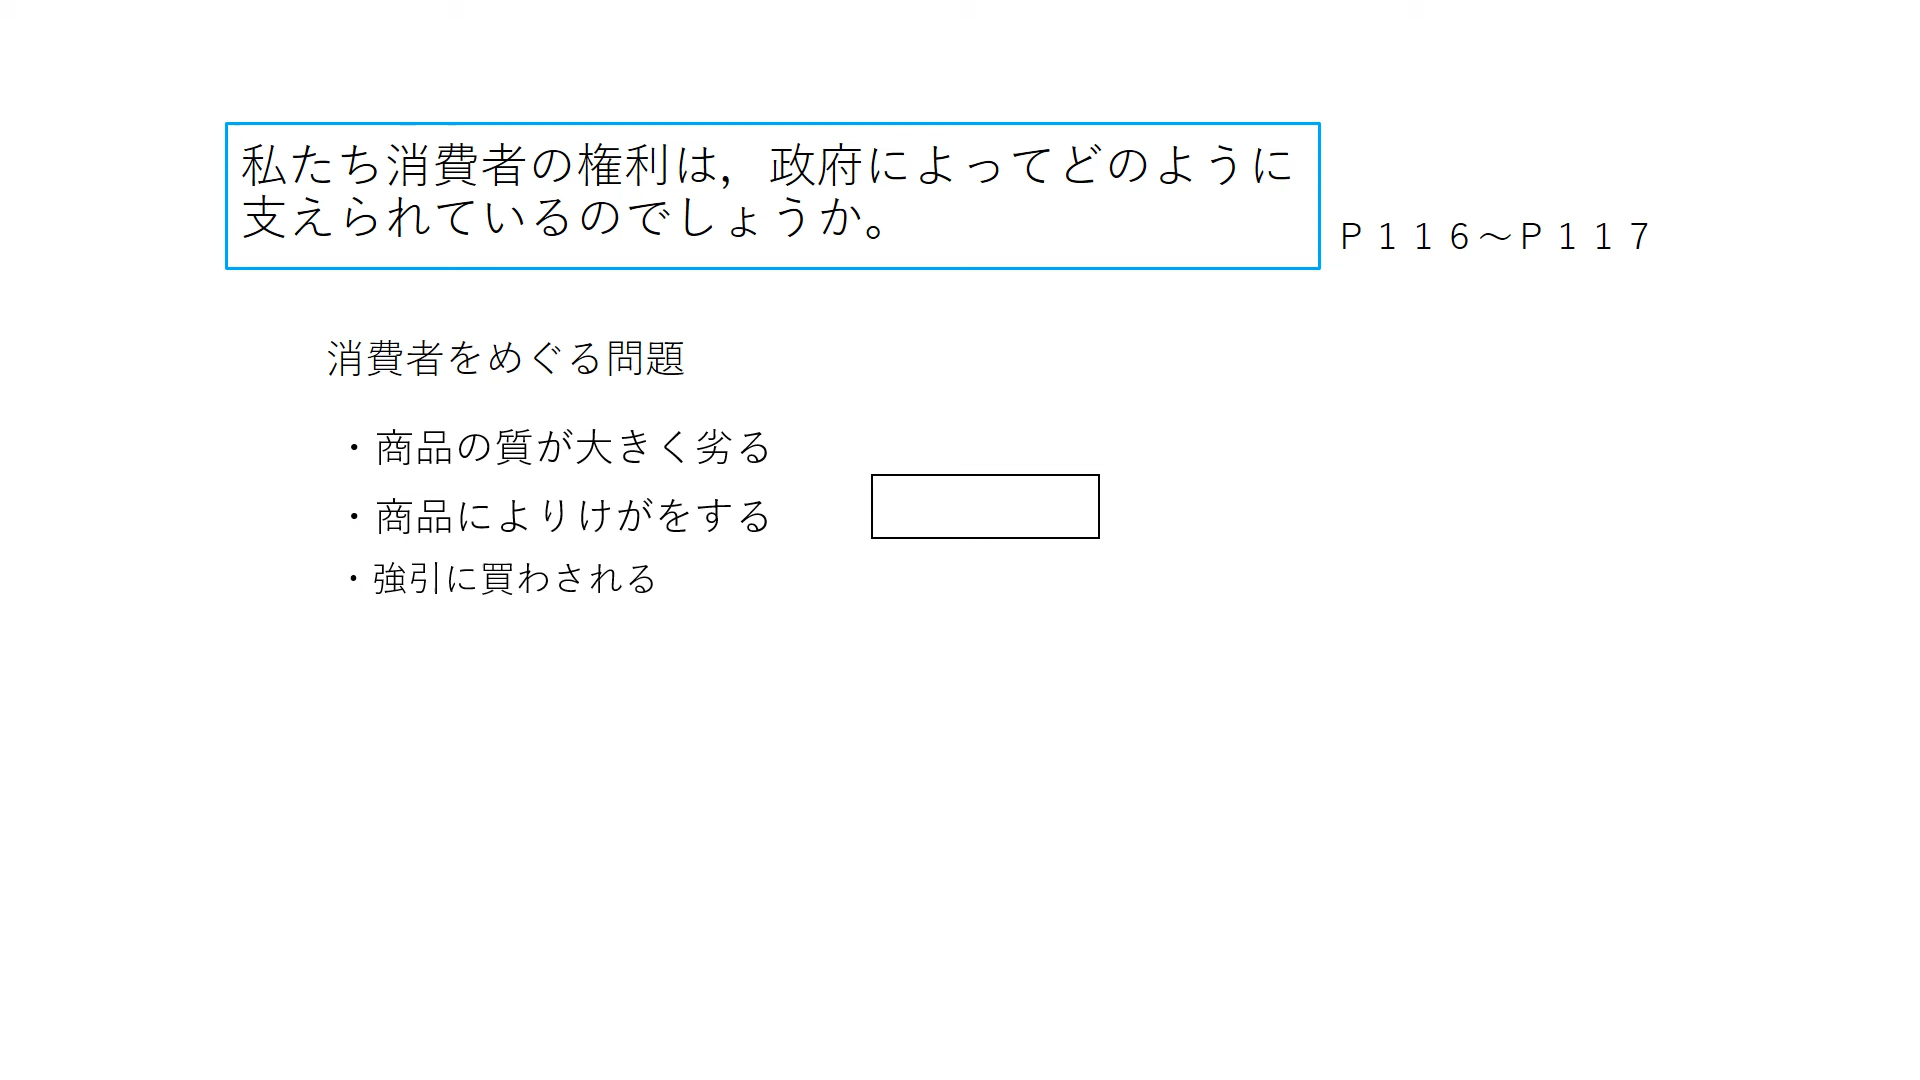 私たち消費者の権利は，政府によってどのように
支えられているのでしょうか。
Ｐ１１６～Ｐ１１７
消費者をめぐる問題
・商品の質が大きく劣る
・商品によりけがをする
・強引に買わされる